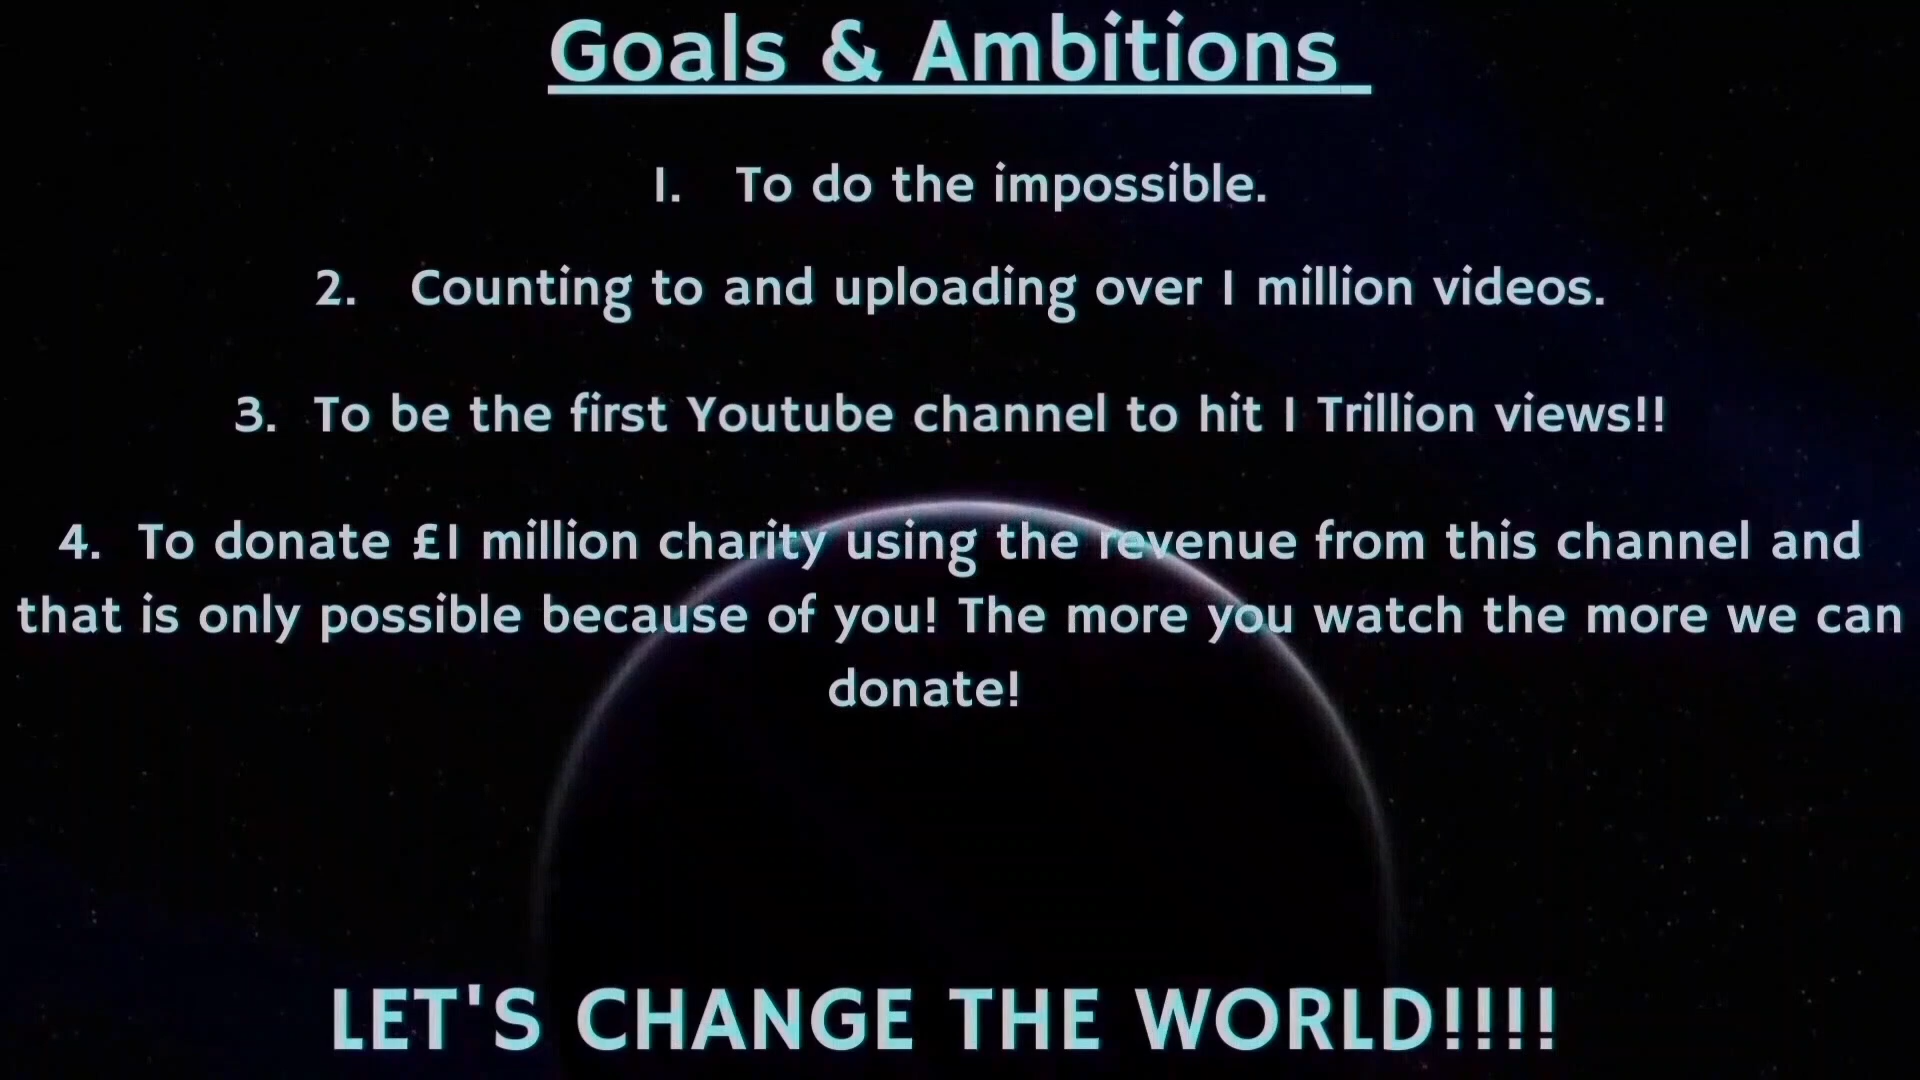 Goals & Ambitions
1. To do the impossible.
2. Counting to and uploading over 1 million videos.
3. To be the first Youtube channel to hit 1 Trillion views!!
4. To donate £1 million charity using the revenue from this channel and
that is only possible because of you! The more you watch the more we can
donate!
LET'S CHANGE THE WORLD!!!!